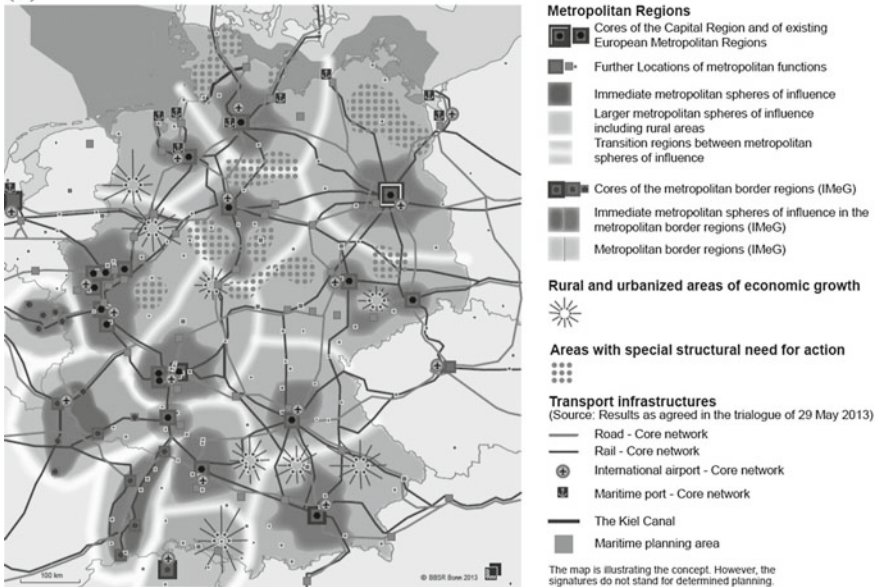 Metropolitan Regions
Cores of the Capital Region and of existing
European Metropolitan Regions
Further Locations of metropolitan functions
Immediate metropolitan spheres of influence
Larger metropolitan spheres of influence
including rural areas
Transition regions between metropolitan
spheres of influence
Cores of the metropolitan border regions (IMeG)
Immediate metropolitan spheres of influence in the
metropolitan border regions (IMeG)
Metropolitan border regions (IMeG)
Rural and urbanized areas of economic growth
Areas with special structural need for action
Transport infrastructures
(Source: Results as agreed in the trialogue of 29 May 2013)
Road - Core network
Rail - Core network
International airport - Core network
Maritime port - Core network
The Kiel Canal
Maritime planning area
The map is illustrating the concept. However, the
signatures do not stand for determined planning.
100 km
© BBSR Bonn 2013